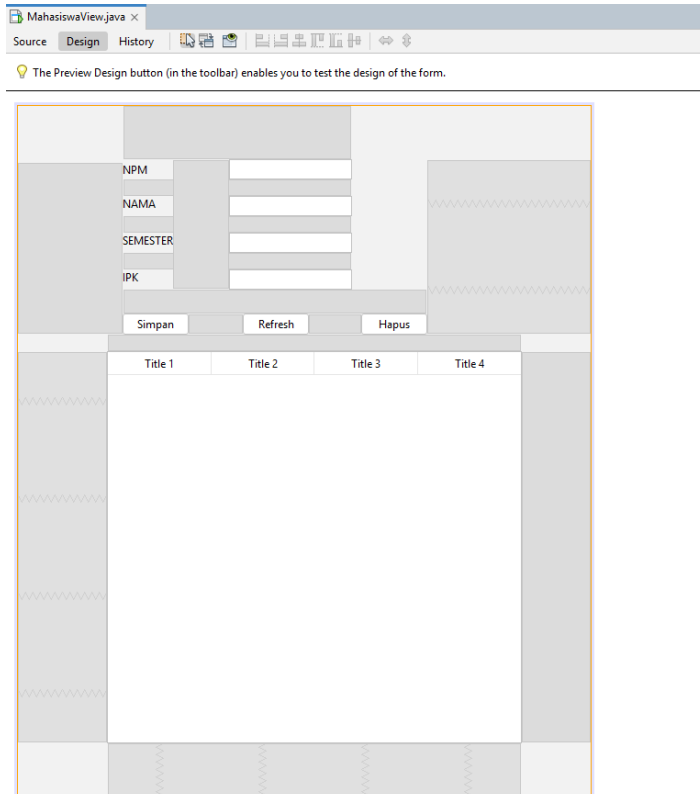 MahasiswaView.java ×
Source Design History
The Preview Design button (in the toolbar) enables you to test the design of the form.
NPM
NAMA
SEMESTER
IPK
Simpan Refresh Hapus
Title 1 Title 2 Title 3 Title 4